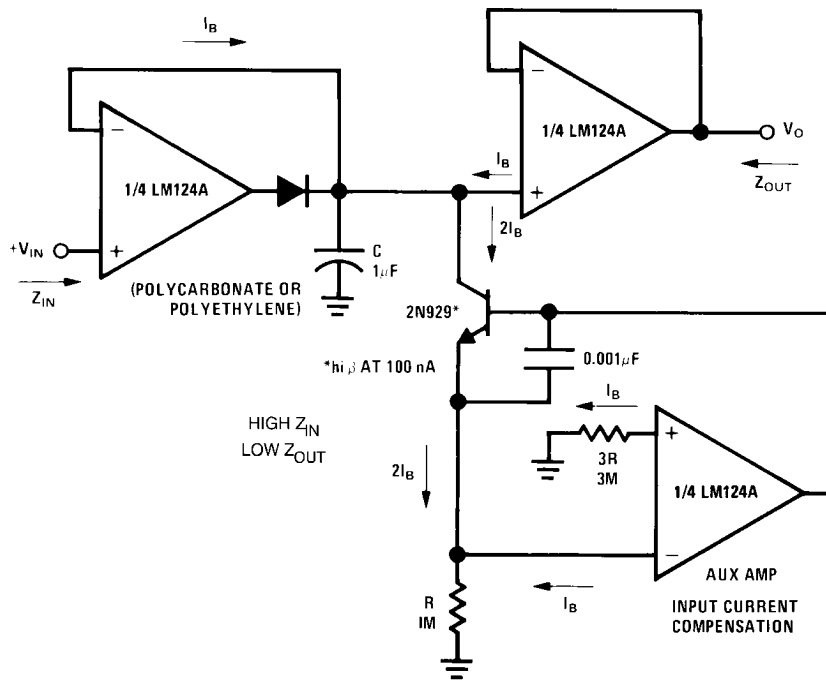 I_B
1/4 LM124A
−
+
+V_IN
Z_IN
C
1µF
(POLYCARBONATE OR
POLYETHYLENE)
−
1/4 LM124A
+
I_B
V_O
Z_OUT
2I_B
2N929*
*hi β AT 100 nA
0.001µF
HIGH Z_IN
LOW Z_OUT
I_B
3R
3M
+
1/4 LM124A
−
2I_B
AUX AMP
INPUT CURRENT
COMPENSATION
I_B
R
1M